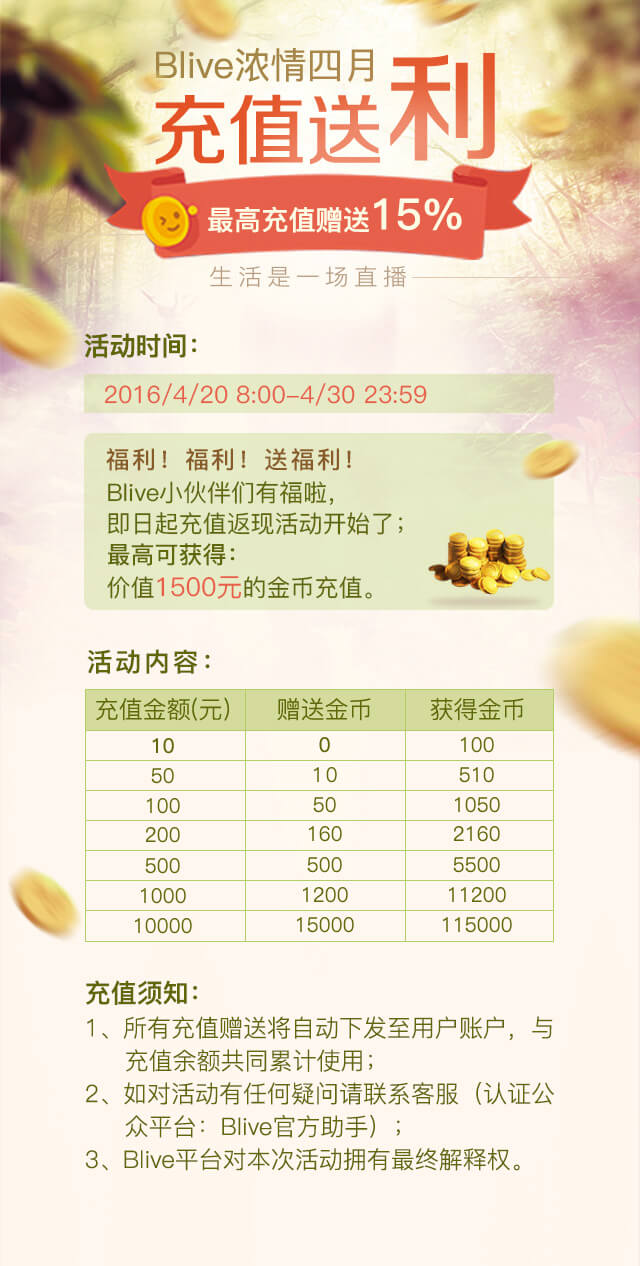 Blive浓情四月
充值送利
最高充值赠送15%
生活是一场直播
活动时间：
2016/4/20 8:00-4/30 23:59
福利！福利！送福利！
Blive小伙伴们有福啦，
即日起充值返现活动开始了；
最高可获得：
价值1500元的金币充值。
活动内容：
充值金额(元) 赠送金币 获得金币
10 0 100
50 10 510
100 50 1050
200 160 2160
500 500 5500
1000 1200 11200
10000 15000 115000
充值须知：
1、所有充值赠送将自动下发至用户账户，与
充值余额共同累计使用；
2、如对活动有任何疑问请联系客服（认证公
众平台：Blive官方助手）；
3、Blive平台对本次活动拥有最终解释权。